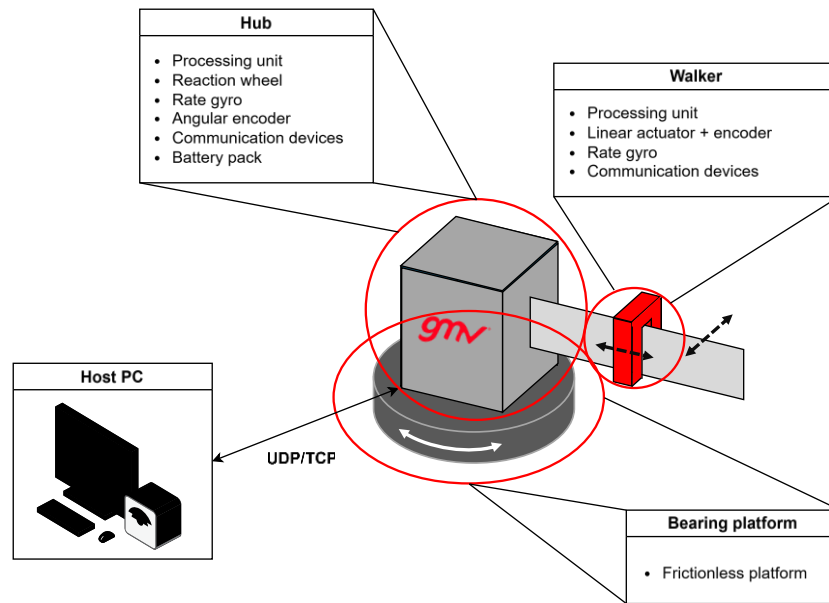 Hub
Processing unit
Reaction wheel
Rate gyro
Angular encoder
Communication devices
Battery pack
Walker
Processing unit
Linear actuator + encoder
Rate gyro
Communication devices
gmv
Host PC
UDP/TCP
Bearing platform
Frictionless platform